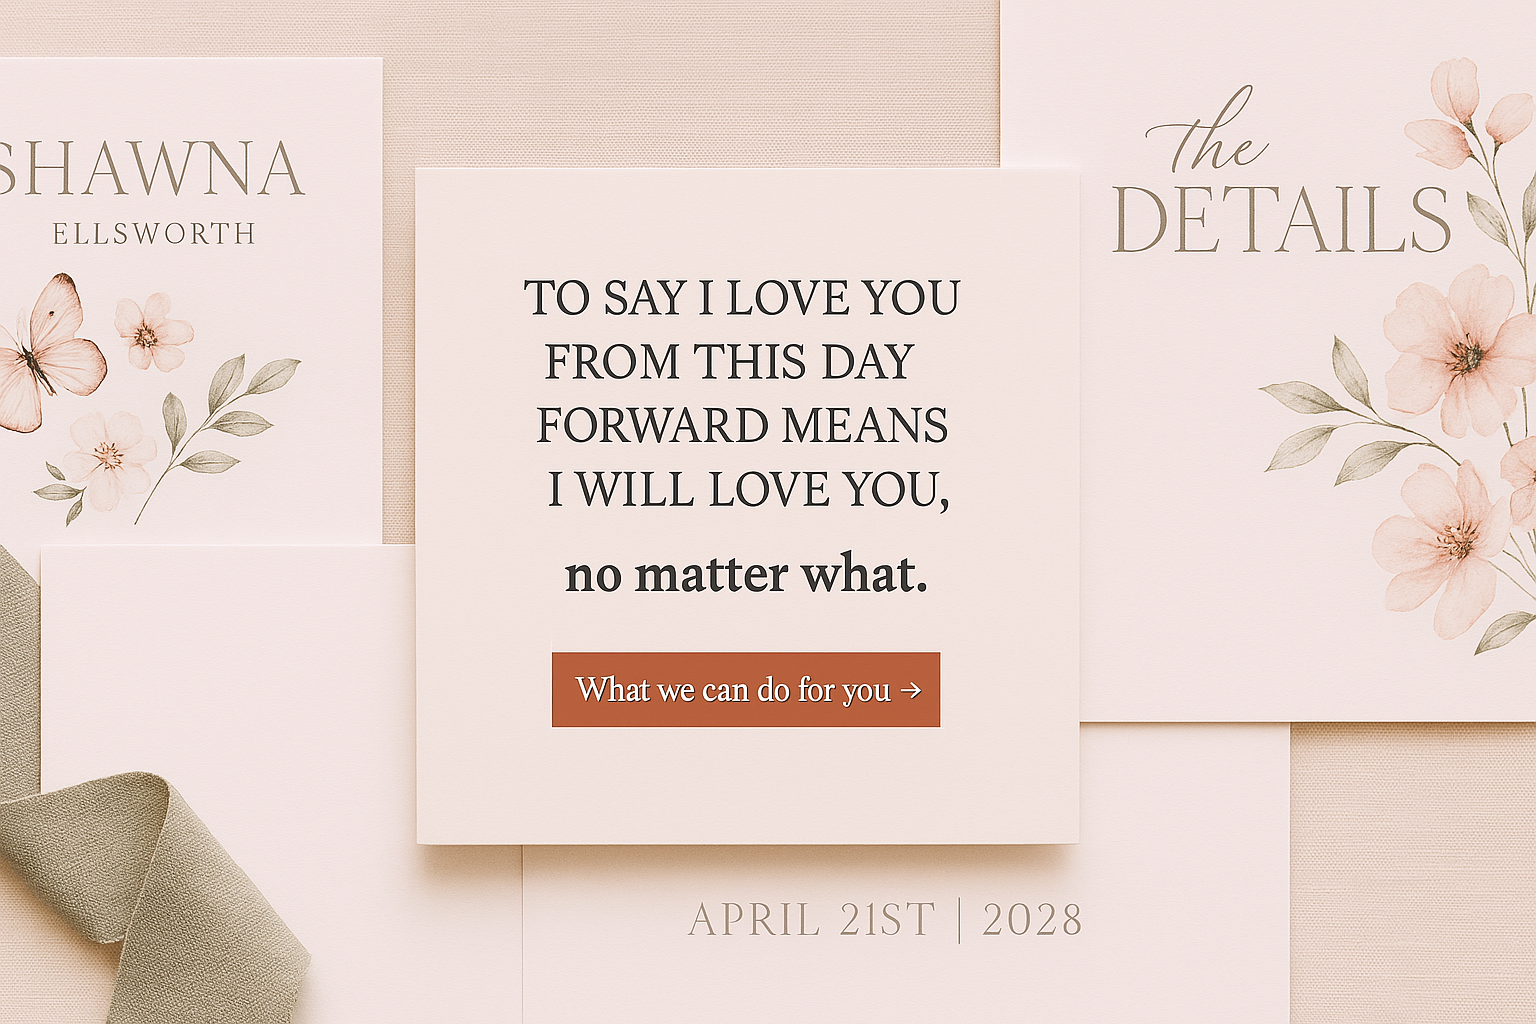 SHAWNA
ELLSWORTH
the
DETAILS
TO SAY I LOVE YOU
FROM THIS DAY
FORWARD MEANS
I WILL LOVE YOU,
no matter what.
What we can do for you →
APRIL 21ST | 2028